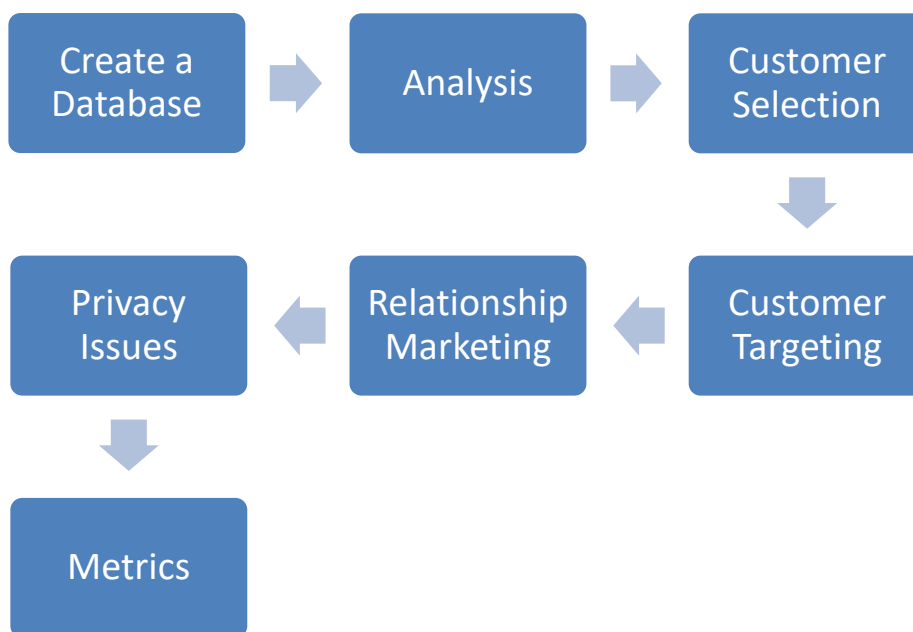 Create a
Database
Analysis
Customer
Selection
Customer
Targeting
Relationship
Marketing
Privacy
Issues
Metrics